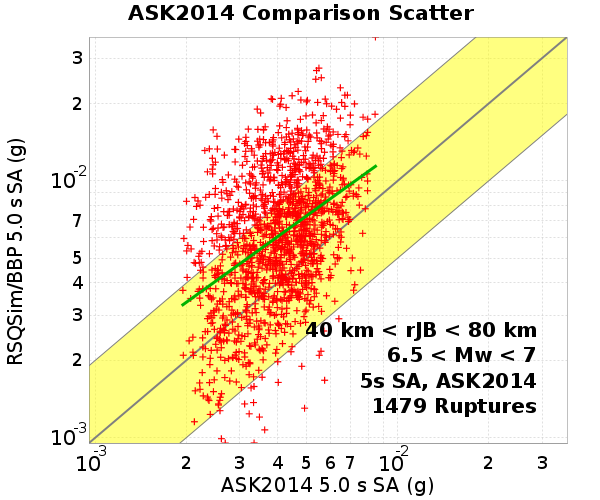 ASK2014 Comparison Scatter
RSQSim/BBP 5.0 s SA (g)
3
2
10-2
7
5
4
3
2
10-3
40 km < rJB < 80 km
6.5 < Mw < 7
5s SA, ASK2014
1479 Ruptures
10-3 2 3 4 5 6 7 10-2 2 3
ASK2014 5.0 s SA (g)